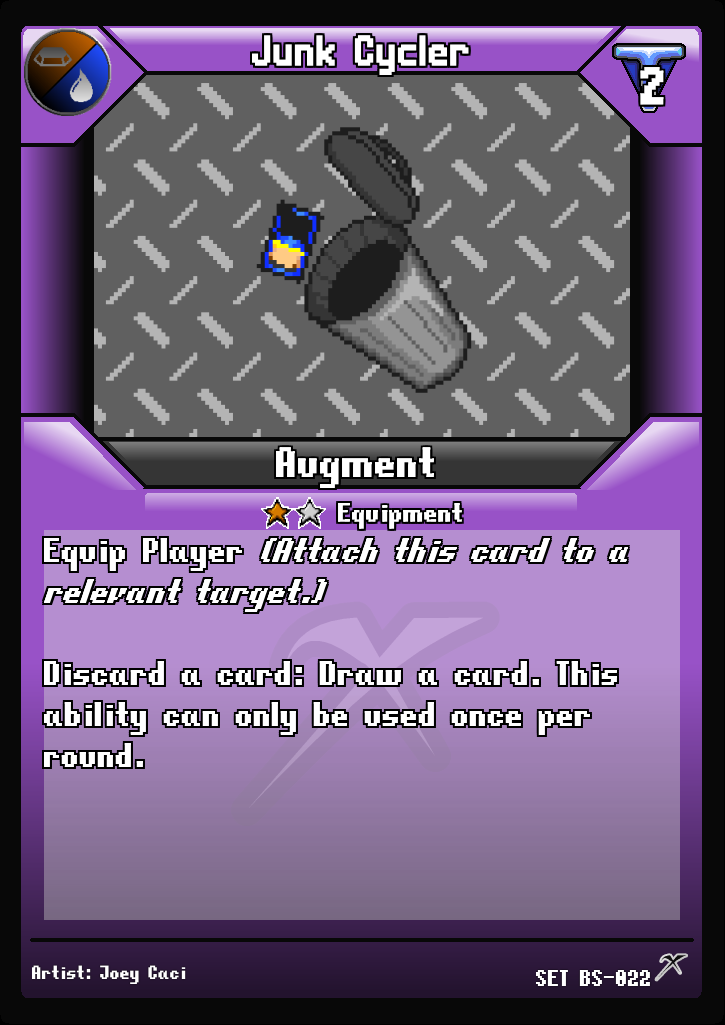 Junk Cycler
2
Augment
Equipment
Equip Player (Attach this card to a
relevant target.)
Discard a card: Draw a card. This
ability can only be used once per
round.
Artist: Joey Caci
SET BS-022